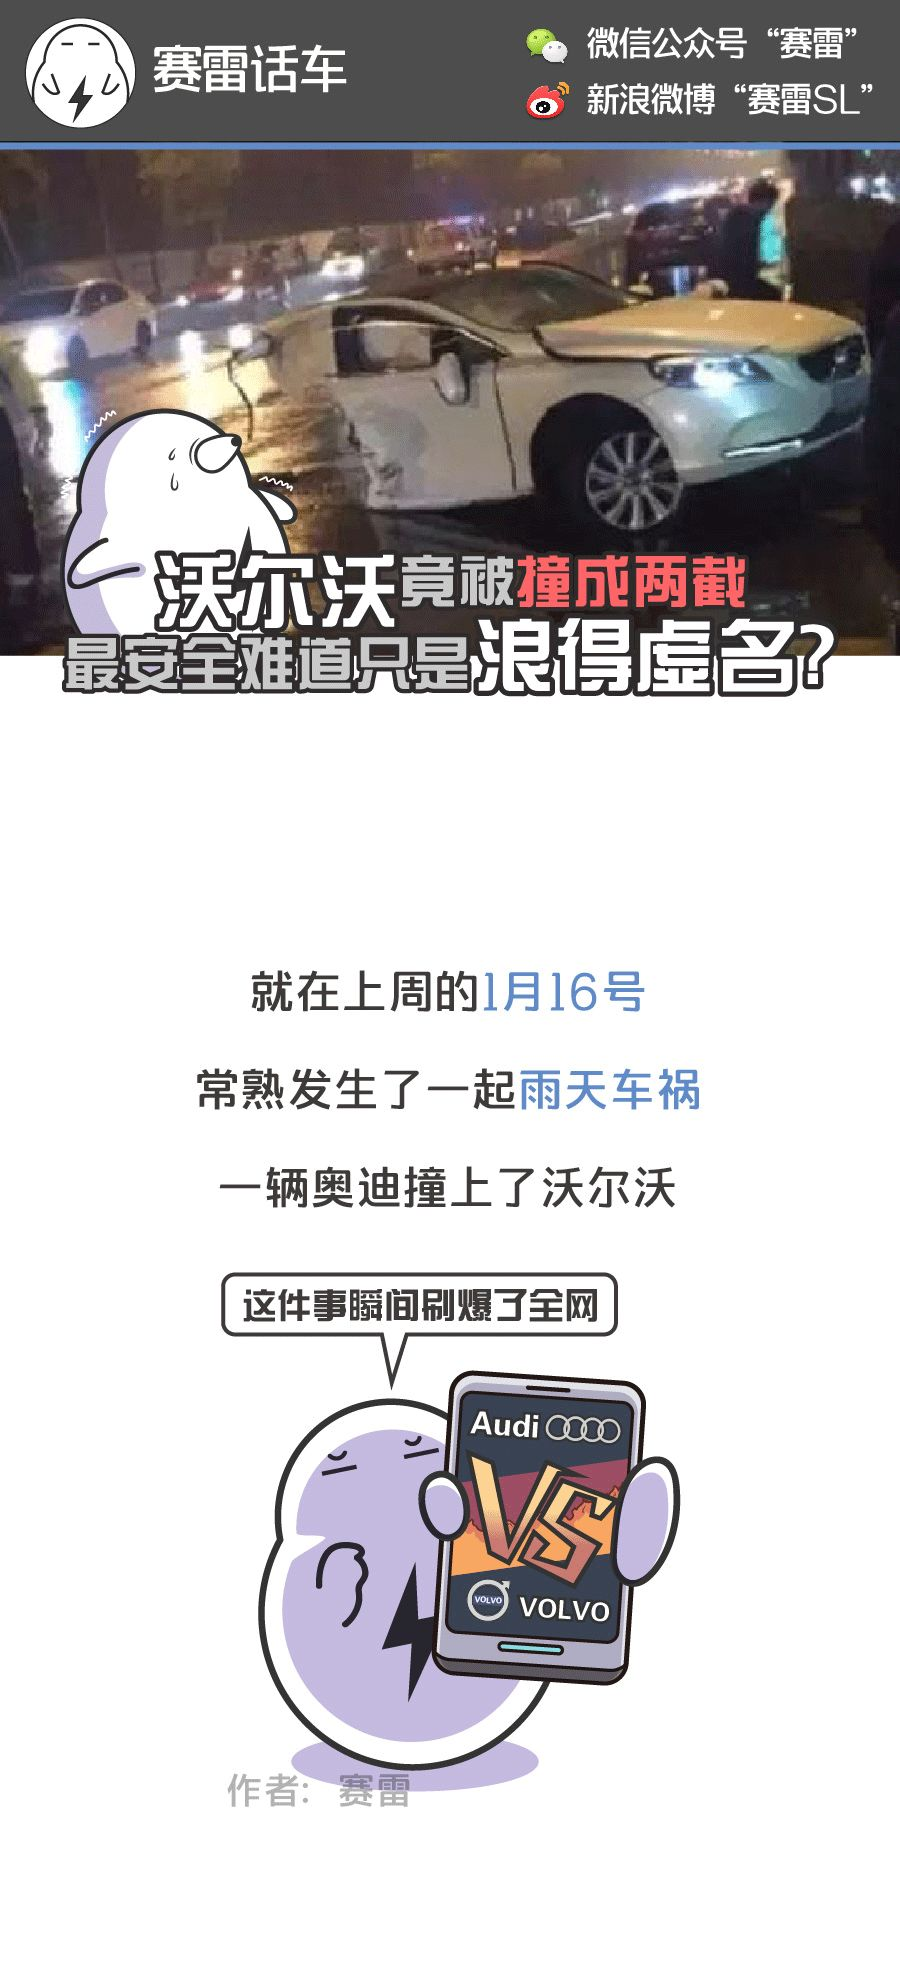 赛雷话车
微信公众号“赛雷”
新浪微博“赛雷SL”
沃尔沃竟被撞成两截
最安全难道只是浪得虚名?
就在上周的1月16号
常熟发生了一起雨天车祸
一辆奥迪撞上了沃尔沃
这件事瞬间刷爆了全网
Audi
VS
VOLVO
VOLVO
作者: 赛雷